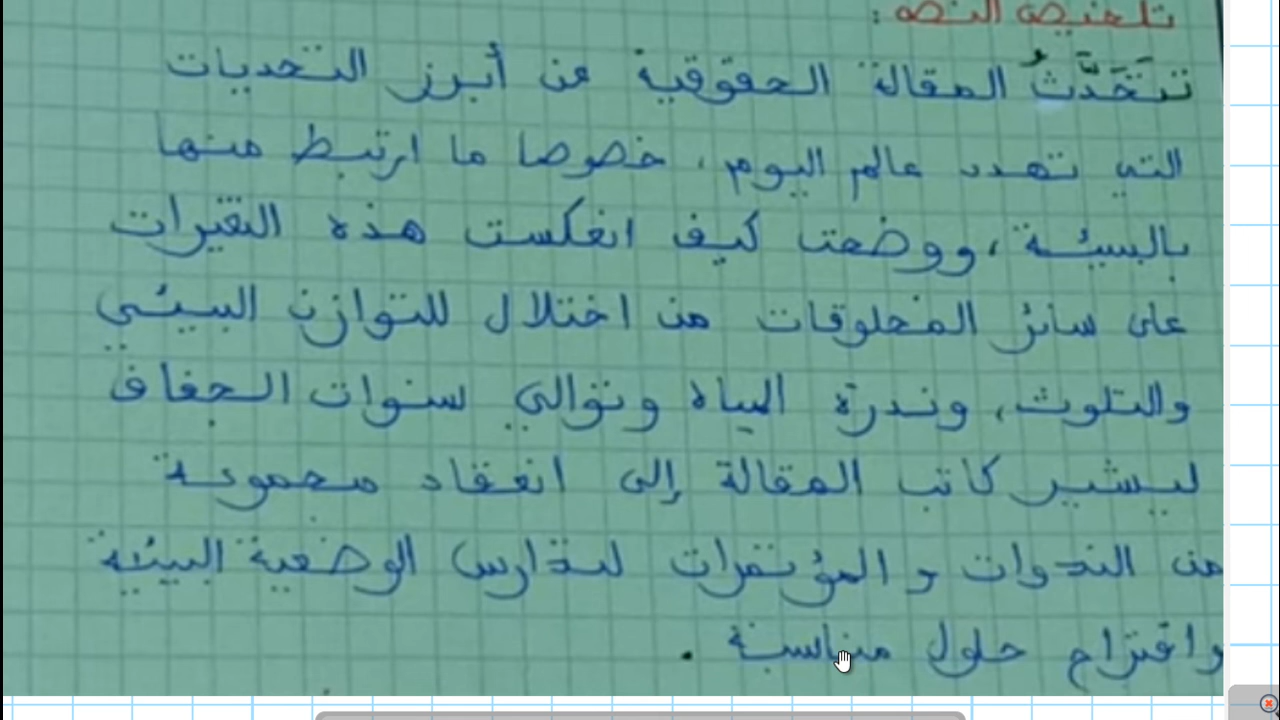 تلخيص النص :
تَتَحَدَّثُ المقالة الحقوقية عن أبرز التحديات
التي تهدد عالم اليوم ، خصوصا ما ارتبط منها
بالبيئة ، ووضحت كيف انعكست هذه التغيرات
على سائر المخلوقات من اختلال للتوازن البيئي
والتلوث ، وندرة المياه وتوالي سنوات الجفاف
ليشير كاتب المقالة إلى انعقاد مجموعة
من الندوات و المؤتمرات لتدارس الوضعية البيئية
واقتراح حلول مناسبة .